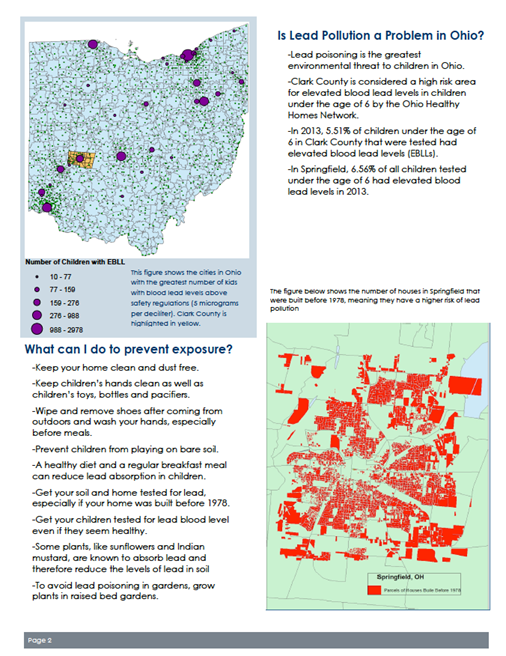 Number of Children with EBLL
10 - 77
77 - 159
159 - 276
276 - 988
988 - 2978
This figure shows the cities in Ohio
with the greatest number of kids
with blood lead levels above
safety regulations (5 micrograms
per deciliter). Clark County is
highlighted in yellow.
What can I do to prevent exposure?
-Keep your home clean and dust free.
-Keep children's hands clean as well as
children's toys, bottles and pacifiers.
-Wipe and remove shoes after coming from
outdoors and wash your hands, especially
before meals.
-Prevent children from playing on bare soil.
-A healthy diet and a regular breakfast meal
can reduce lead absorption in children.
-Get your soil and home tested for lead,
especially if your home was built before 1978.
-Get your children tested for lead blood level
even if they seem healthy.
-Some plants, like sunflowers and Indian
mustard, are known to absorb lead and
therefore reduce the levels of lead in soil
-To avoid lead poisoning in gardens, grow
plants in raised bed gardens.
Is Lead Pollution a Problem in Ohio?
-Lead poisoning is the greatest
environmental threat to children in Ohio.
-Clark County is considered a high risk area
for elevated blood lead levels in children
under the age of 6 by the Ohio Healthy
Homes Network.
-In 2013, 5.51% of children under the age of
6 in Clark County that were tested had
elevated blood lead levels (EBLLs).
-In Springfield, 6.56% of all children tested
under the age of 6 had elevated blood
lead levels in 2013.
The figure below shows the number of houses in Springfield that
were built before 1978, meaning they have a higher risk of lead
pollution
Springfield, OH
Parcels of Houses Built Before 1978
Page 2